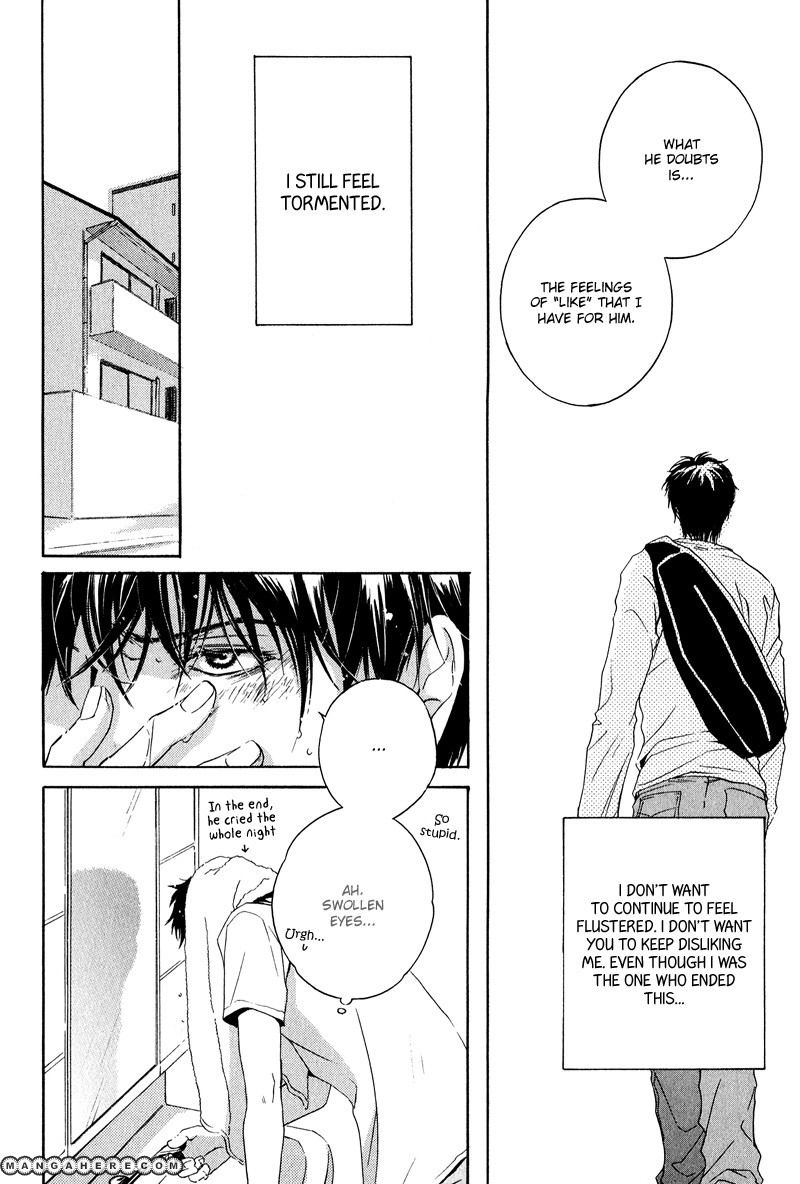 WHAT
HE DOUBTS
IS...
THE FEELINGS
OF "LIKE" THAT I
HAVE FOR HIM.
I DON'T WANT
TO CONTINUE TO FEEL
FLUSTERED. I DON'T WANT
YOU TO KEEP DISLIKING
ME. EVEN THOUGH I WAS
THE ONE WHO ENDED
THIS...
I STILL FEEL
TORMENTED.
...
So
stupid.
In the end,
he cried the
whole night
AH.
SWOLLEN
EYES...
Urgh...
MANGAHERE.COM